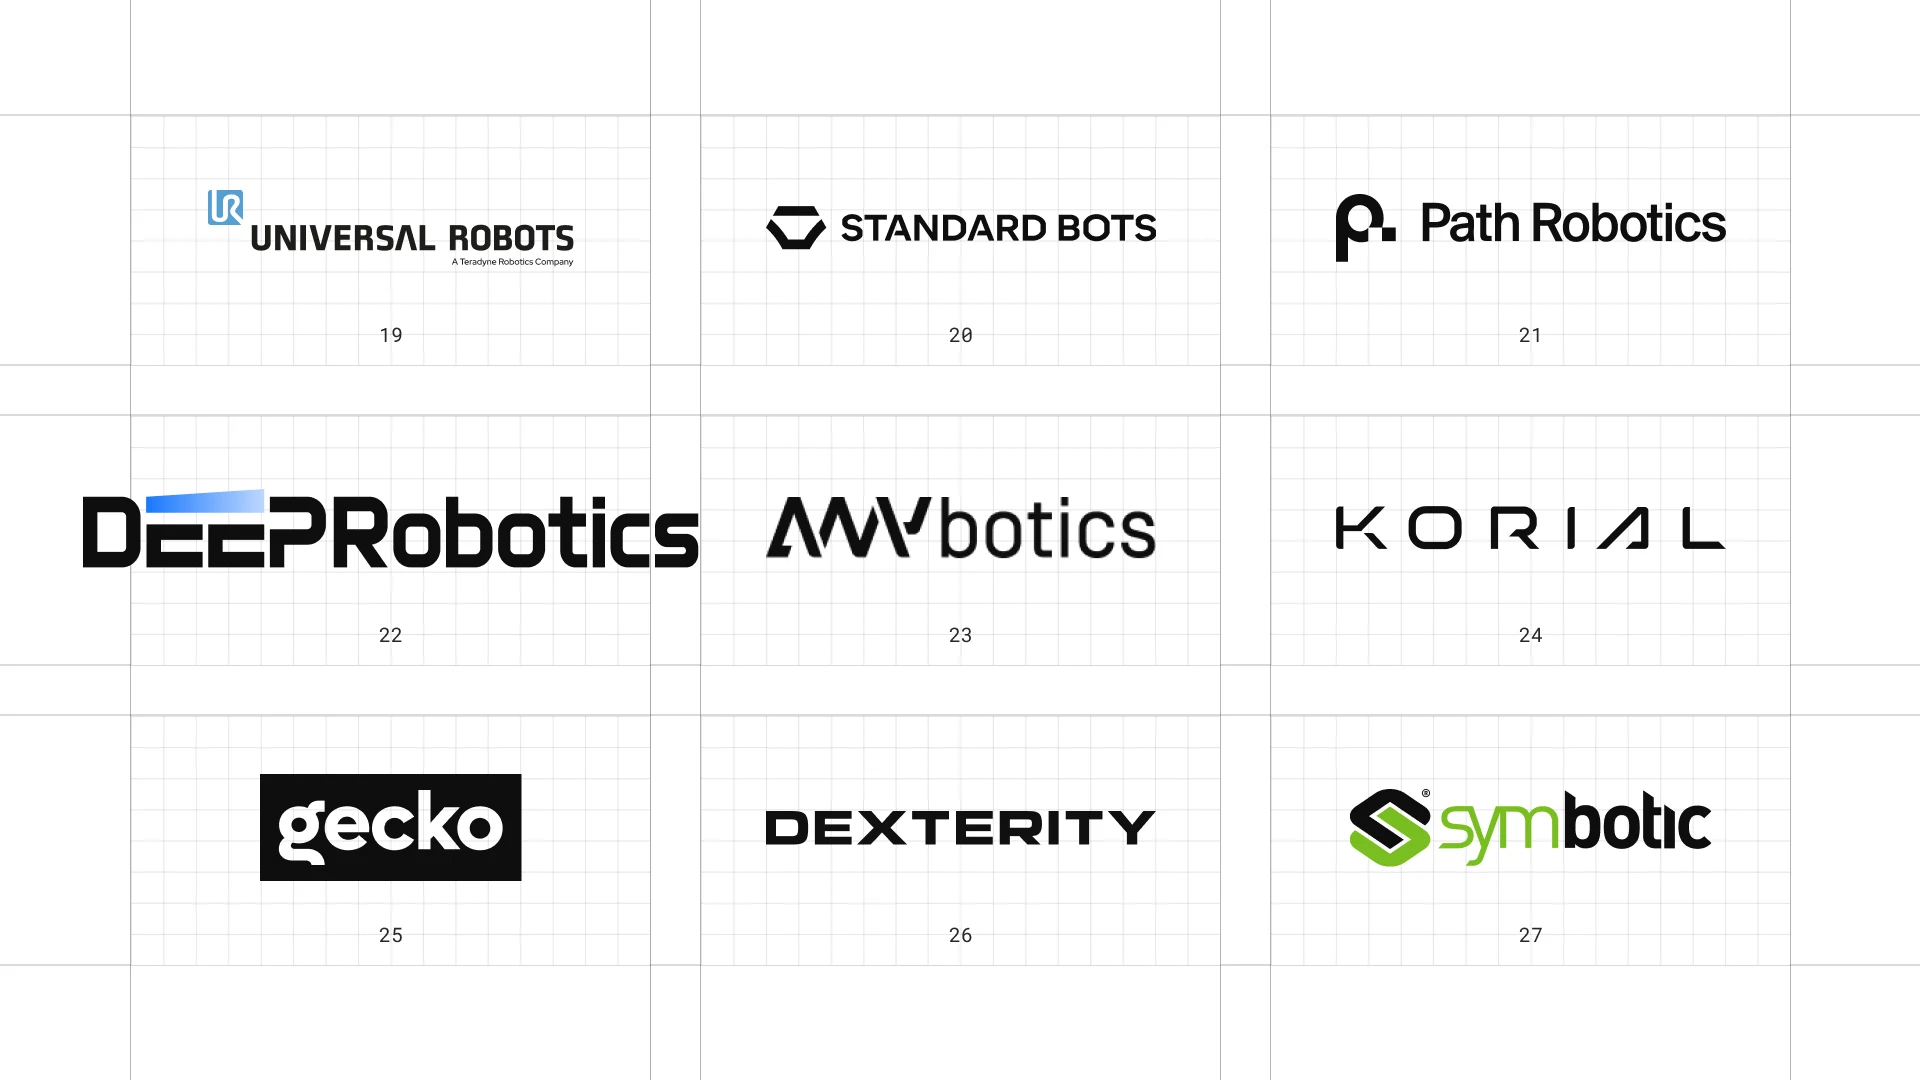 UR
UNIVERSAL ROBOTS
A Teradyne Robotics Company
19
STANDARD BOTS
20
Path Robotics
21
DEEPRobotics
22
ANYbotics
23
KORIAL
24
gecko
25
DEXTERITY
26
®
symbotic
27